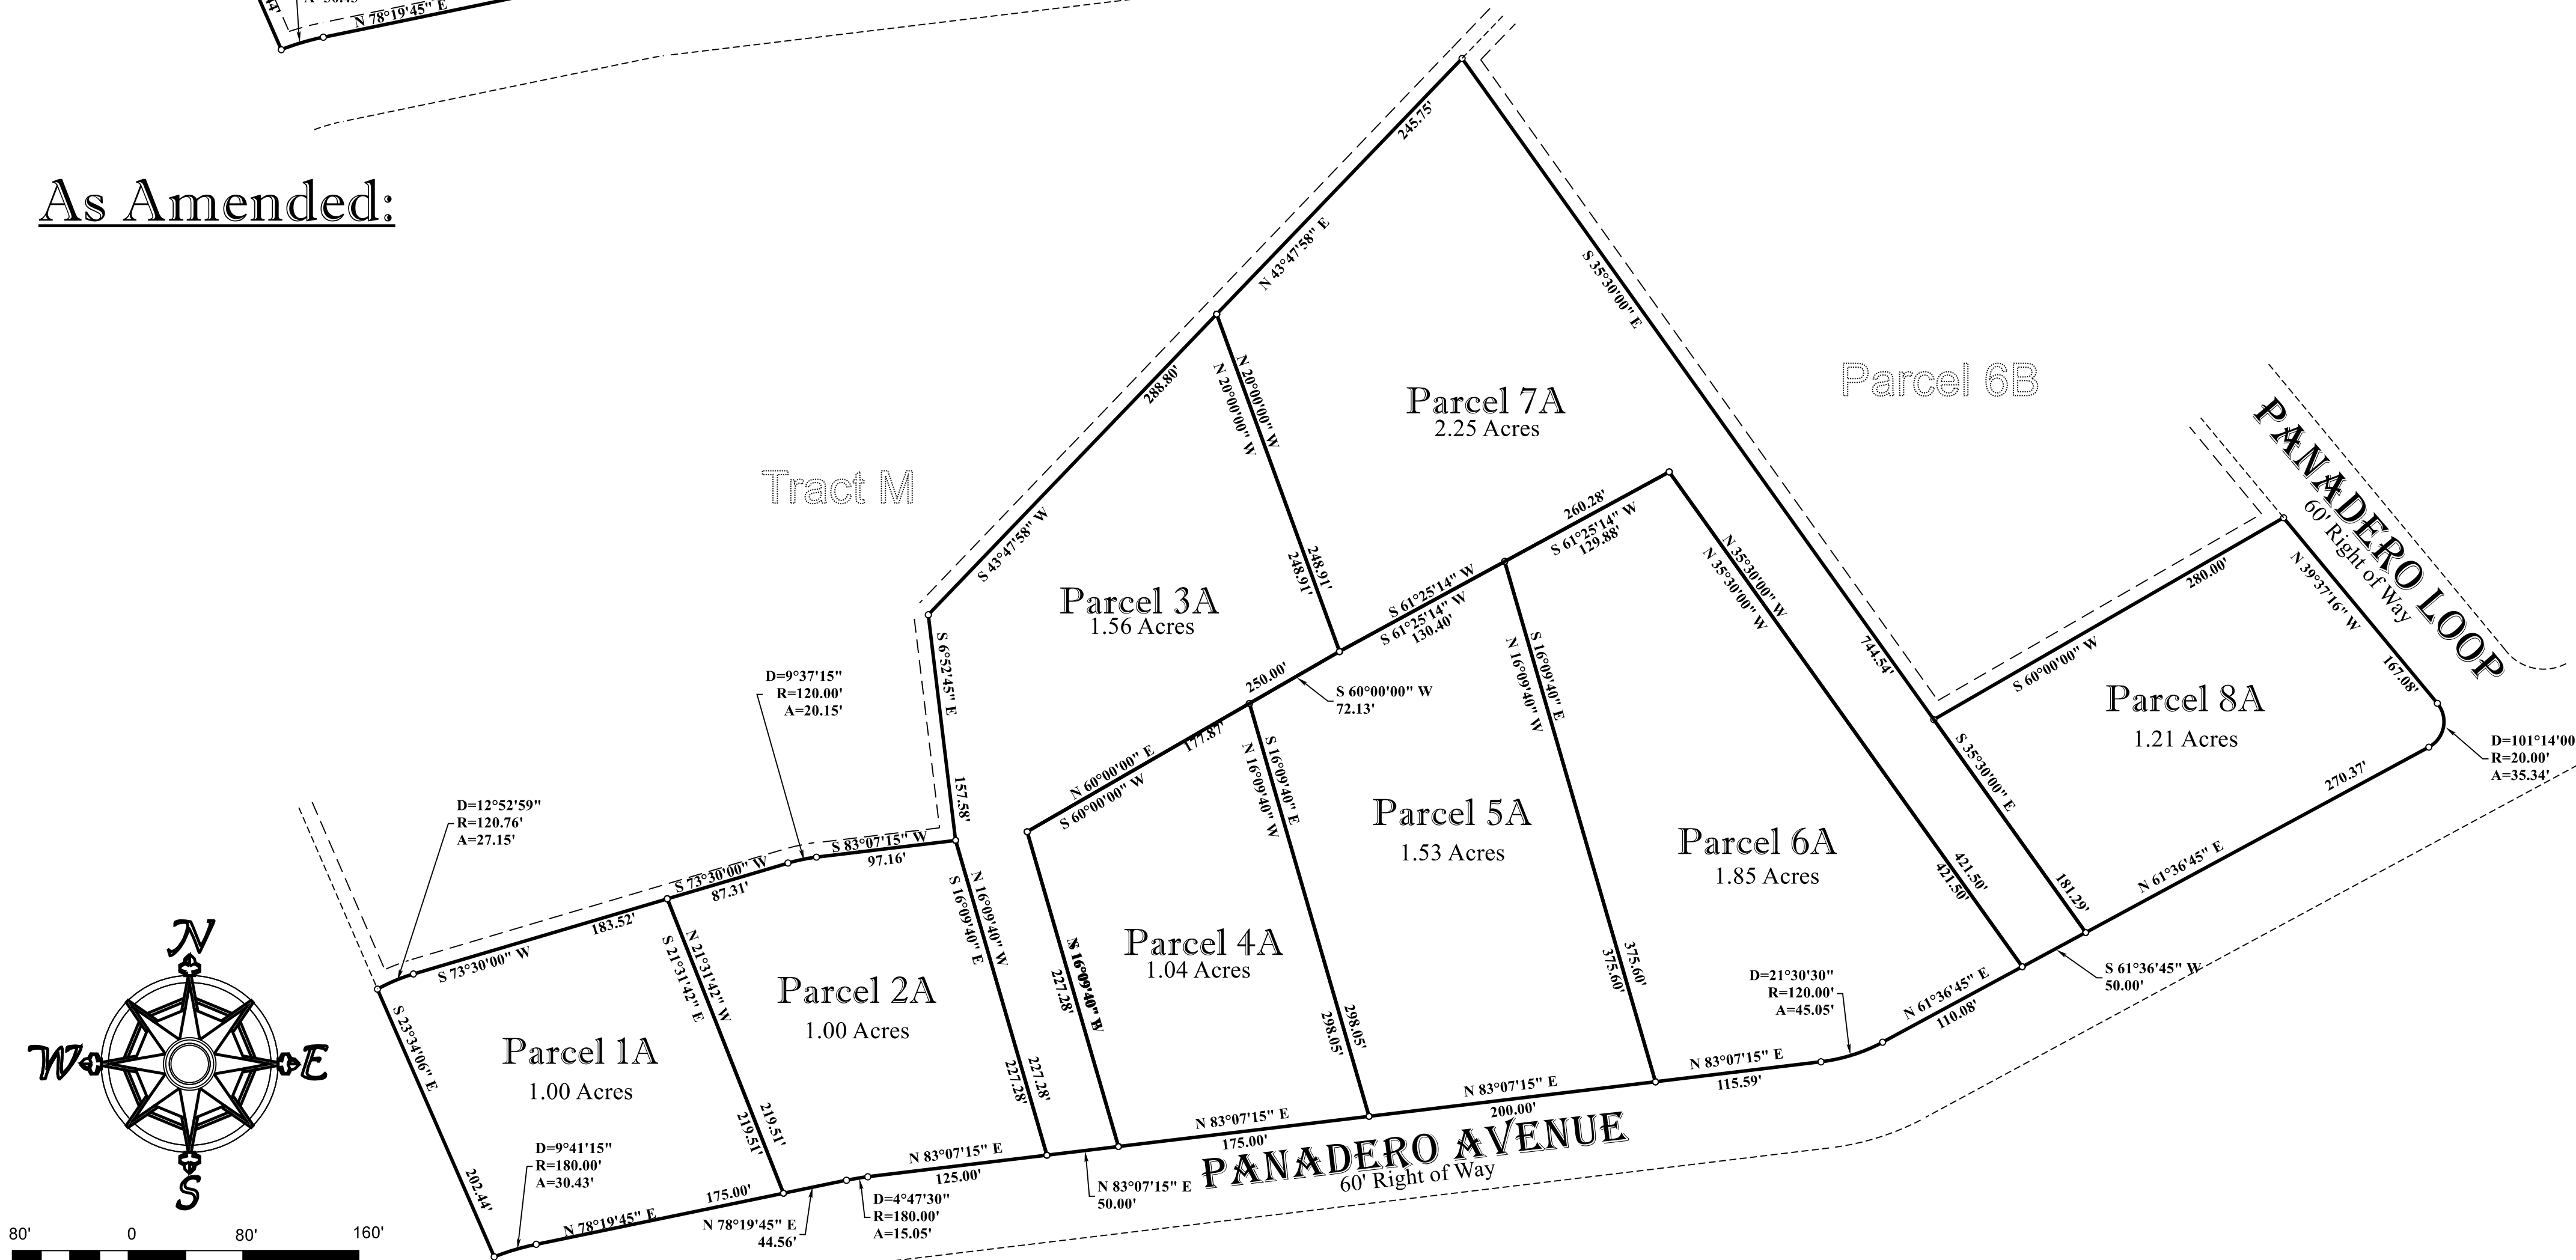 N 78°19'45" E
As Amended:
245.75'
N 43°47'58" E
S 35°30'00" E
288.80'
N 20°00'00" W
N 20°00'00" W
Parcel 7A
2.25 Acres
Parcel 6B
PANADERO LOOP
60' Right of Way
Tract M
S 43°47'58" W
260.28'
S 61°25'14" W
129.88'
248.91'
248.91'
N 35°30'00" W
N 35°30'00" W
280.00'
N 39°37'16" W
S 61°25'14" W
S 61°25'14" W
130.40'
Parcel 3A
1.56 Acres
S 6°52'45" E
D=9°37'15"
R=120.00'
A=20.15'
250.00'
S 60°00'00" W
72.13'
S 16°09'40" E
N 16°09'40" W
744.54'
S 60°00'00" W
167.08'
Parcel 8A
1.21 Acres
D=101°14'00
R=20.00'
A=35.34'
177.87'
N 60°00'00" E
S 60°00'00" W
S 16°09'40" E
N 16°09'40" W
157.58'
S 35°30'00" E
270.37'
D=12°52'59"
R=120.76'
A=27.15'
Parcel 5A
1.53 Acres
Parcel 6A
1.85 Acres
S 83°07'15" W
97.16'
S 73°30'00" W
87.31'
N 16°09'40" W
S 16°09'40" E
421.50'
421.50'
181.29'
N 61°36'45" E
183.52'
S 73°30'00" W
N 21°31'42" W
S 21°31'42" E
Parcel 4A
1.04 Acres
227.28'
375.60'
375.60'
D=21°30'30"
R=120.00'
A=45.05'
S 61°36'45" W
50.00'
N 61°36'45" E
110.08'
Parcel 2A
1.00 Acres
N
W
E
S
S 23°34'06" E
Parcel 1A
1.00 Acres
298.05'
298.05'
227.28'
227.28'
N 83°07'15" E
115.59'
N 83°07'15" E
200.00'
N 83°07'15" E
175.00'
PANADERO AVENUE
60' Right of Way
219.51'
219.51'
N 83°07'15" E
125.00'
N 83°07'15" E
50.00'
202.44'
D=9°41'15"
R=180.00'
A=30.43'
175.00'
N 78°19'45" E
N 78°19'45" E
44.56'
D=4°47'30"
R=180.00'
A=15.05'
80'
0
80'
160'